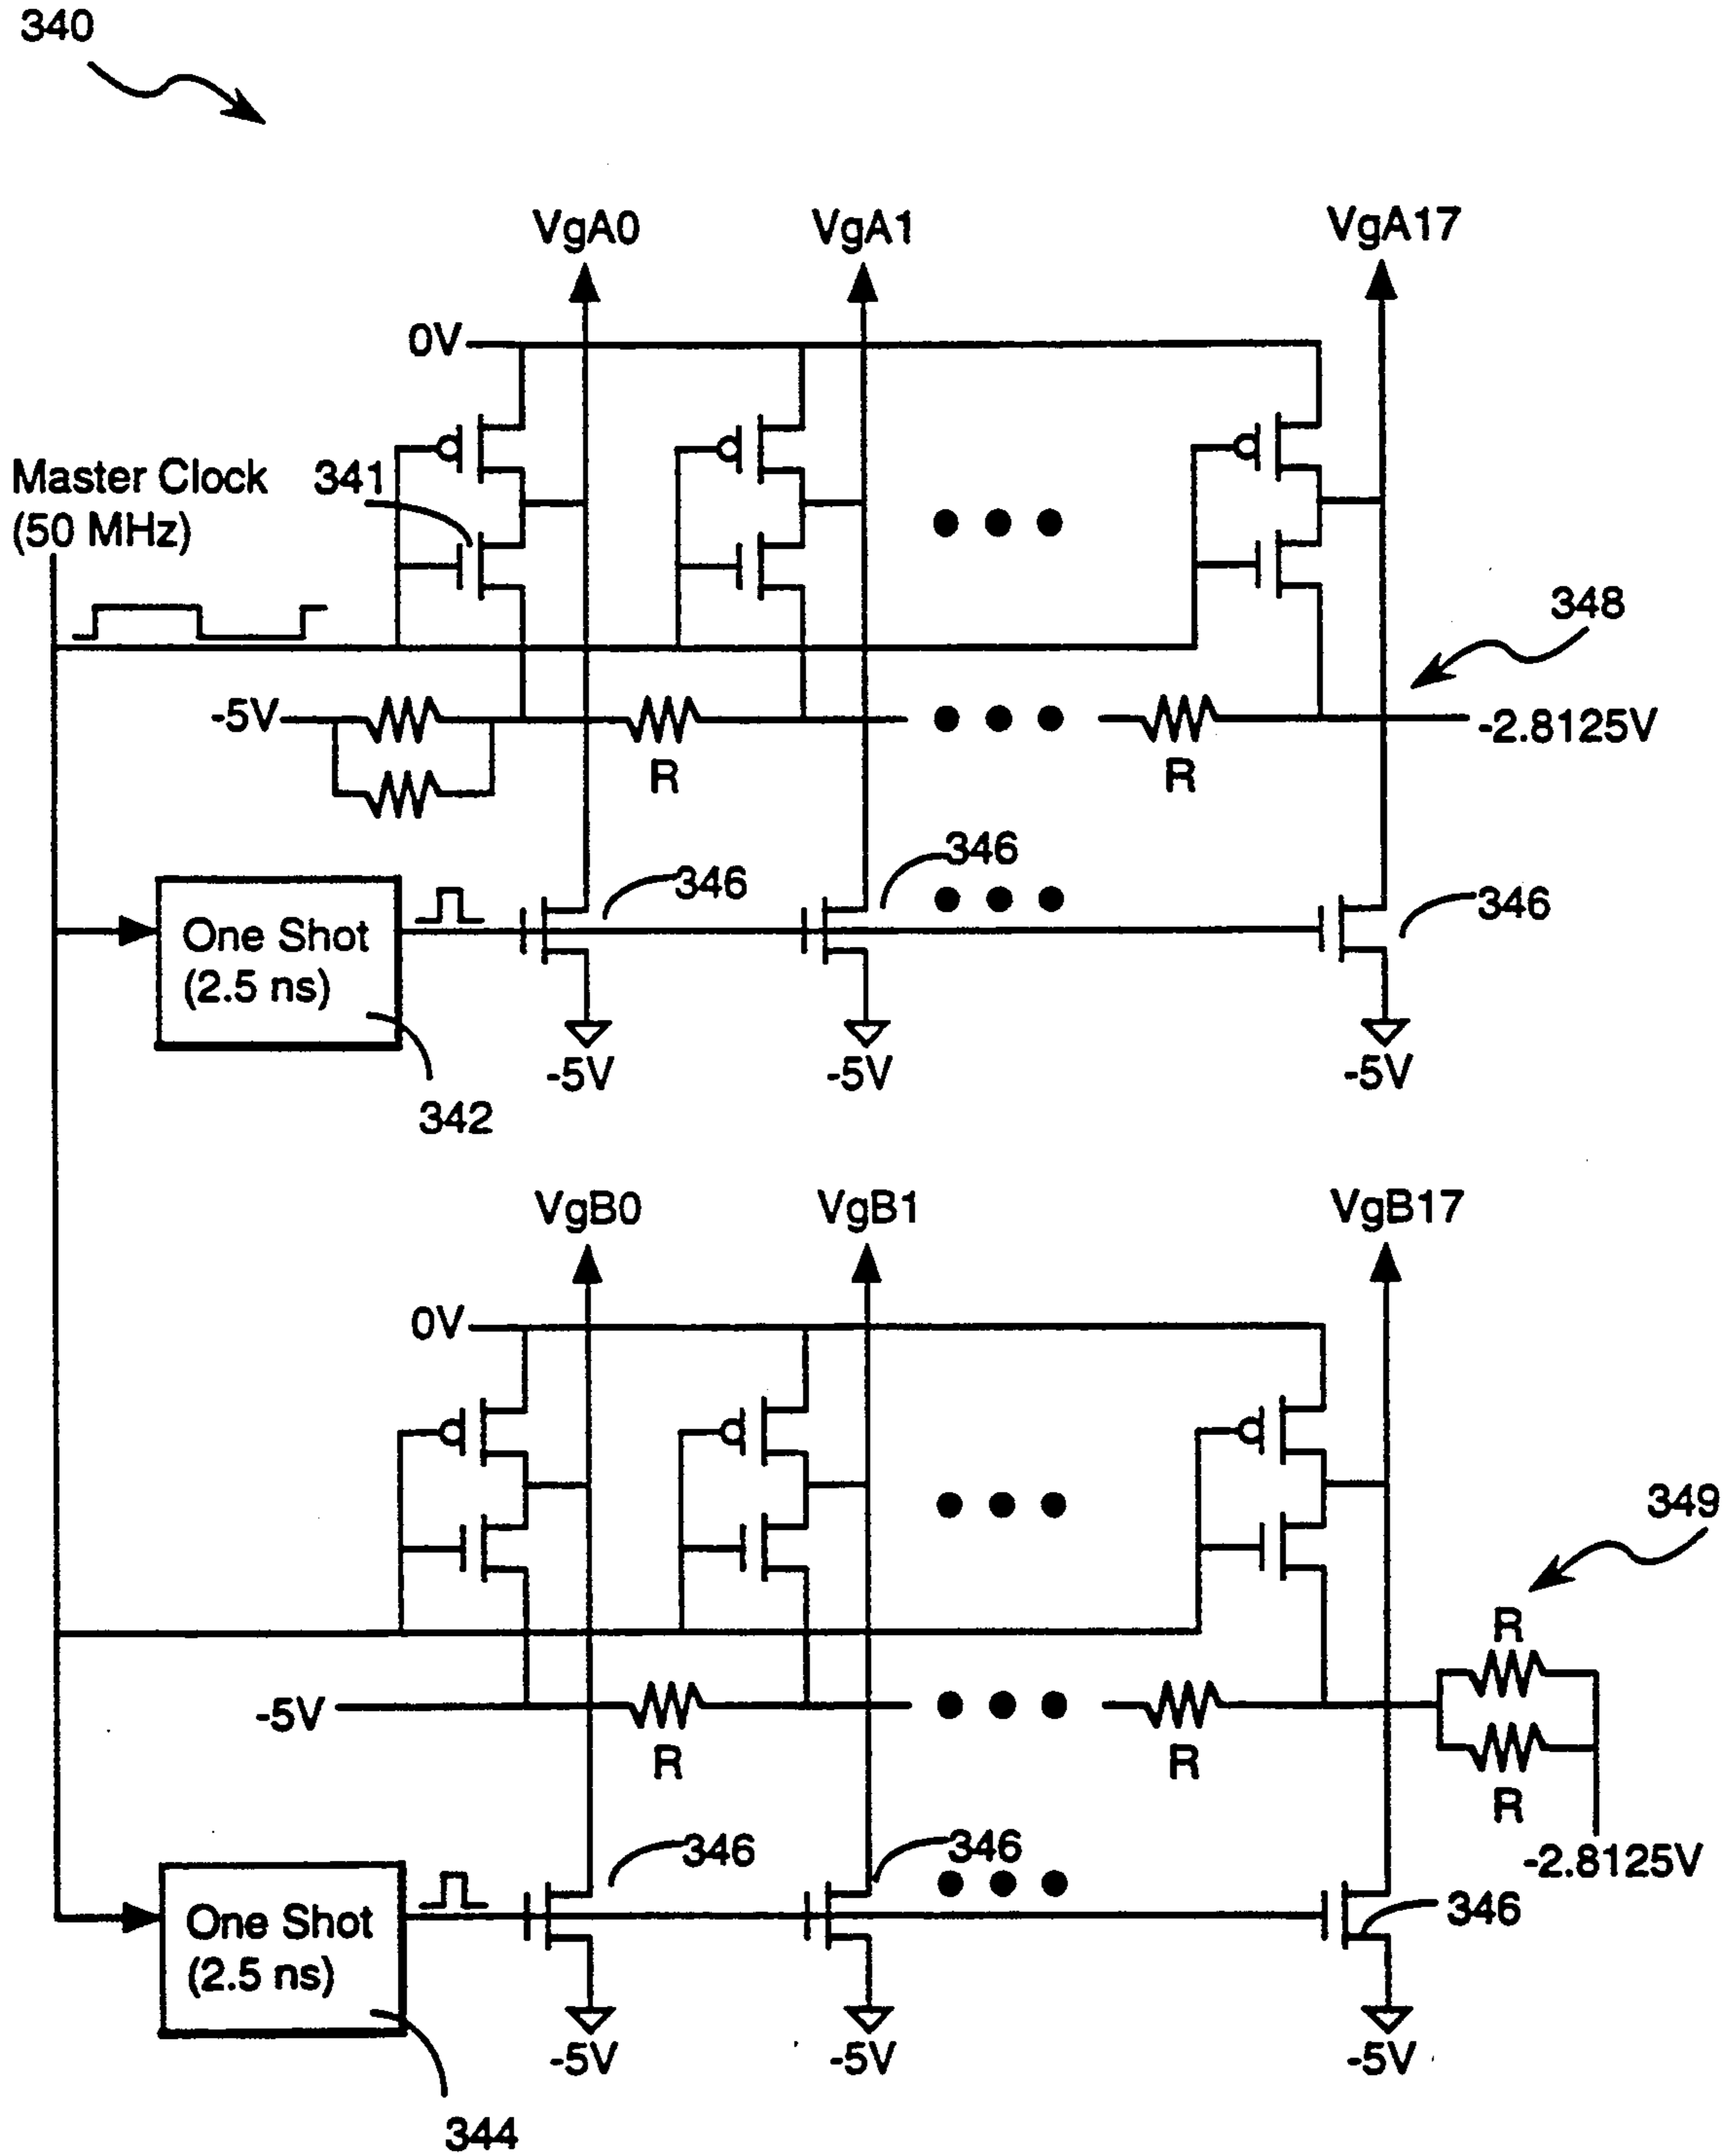 340
VgA0 VgA1 VgA17
0V
Master Clock
(50 MHz)
341
348
-5V
R R
-2.8125V
346 346 346
One Shot
(2.5 ns)
342
-5V -5V -5V
VgB0 VgB1 VgB17
0V
349
R
-5V
R R
R
-2.8125V
346 346 346
One Shot
(2.5 ns)
344
-5V -5V -5V